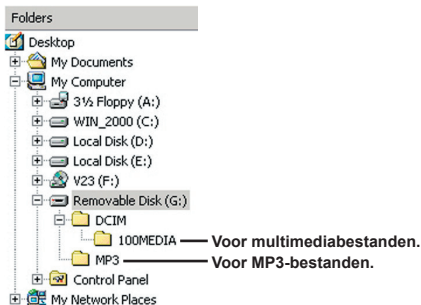 Folders
Desktop
My Documents
My Computer
3½ Floppy (A:)
WIN_2000 (C:)
Local Disk (D:)
Local Disk (E:)
V23 (F:)
Removable Disk (G:)
DCIM
100MEDIA Voor multimediabestanden.
MP3 Voor MP3-bestanden.
Control Panel
My Network Places